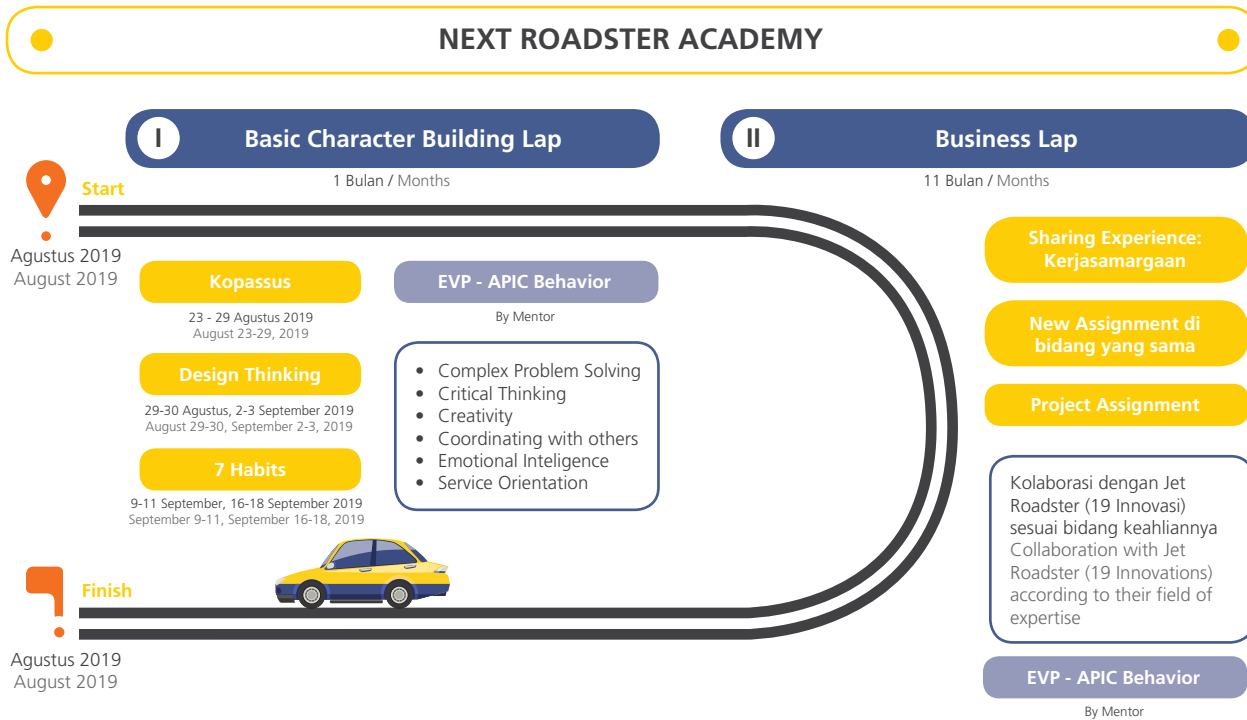 NEXT ROADSTER ACADEMY
I
Basic Character Building Lap
1 Bulan / Months
II
Business Lap
11 Bulan / Months
Start
Agustus 2019
August 2019
Kopassus
23 - 29 Agustus 2019
August 23-29, 2019
Design Thinking
29-30 Agustus, 2-3 September 2019
August 29-30, September 2-3, 2019
7 Habits
9-11 September, 16-18 September 2019
September 9-11, September 16-18, 2019
EVP - APIC Behavior
By Mentor
• Complex Problem Solving
• Critical Thinking
• Creativity
• Coordinating with others
• Emotional Inteligence
• Service Orientation
Sharing Experience:
Kerjasamargaan
New Assignment di
bidang yang sama
Project Assignment
Kolaborasi dengan Jet
Roadster (19 Innovasi)
sesuai bidang keahliannya
Collaboration with Jet
Roadster (19 Innovations)
according to their field of
expertise
EVP - APIC Behavior
By Mentor
Finish
Agustus 2019
August 2019